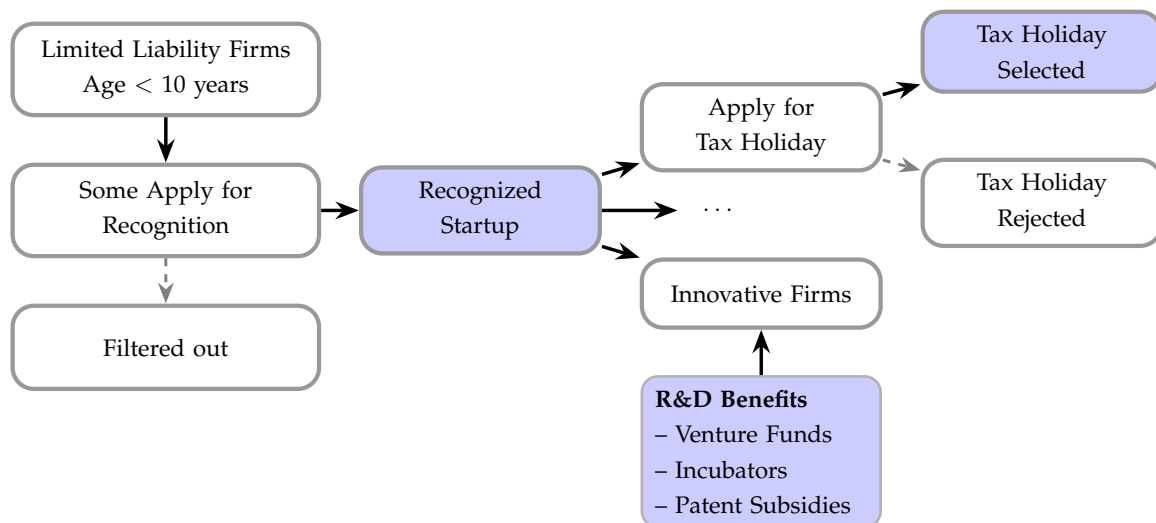 Limited Liability Firms
Age < 10 years
Some Apply for
Recognition
Filtered out
Recognized
Startup
Apply for
Tax Holiday
...
Innovative Firms
R&D Benefits
– Venture Funds
– Incubators
– Patent Subsidies
Tax Holiday
Selected
Tax Holiday
Rejected